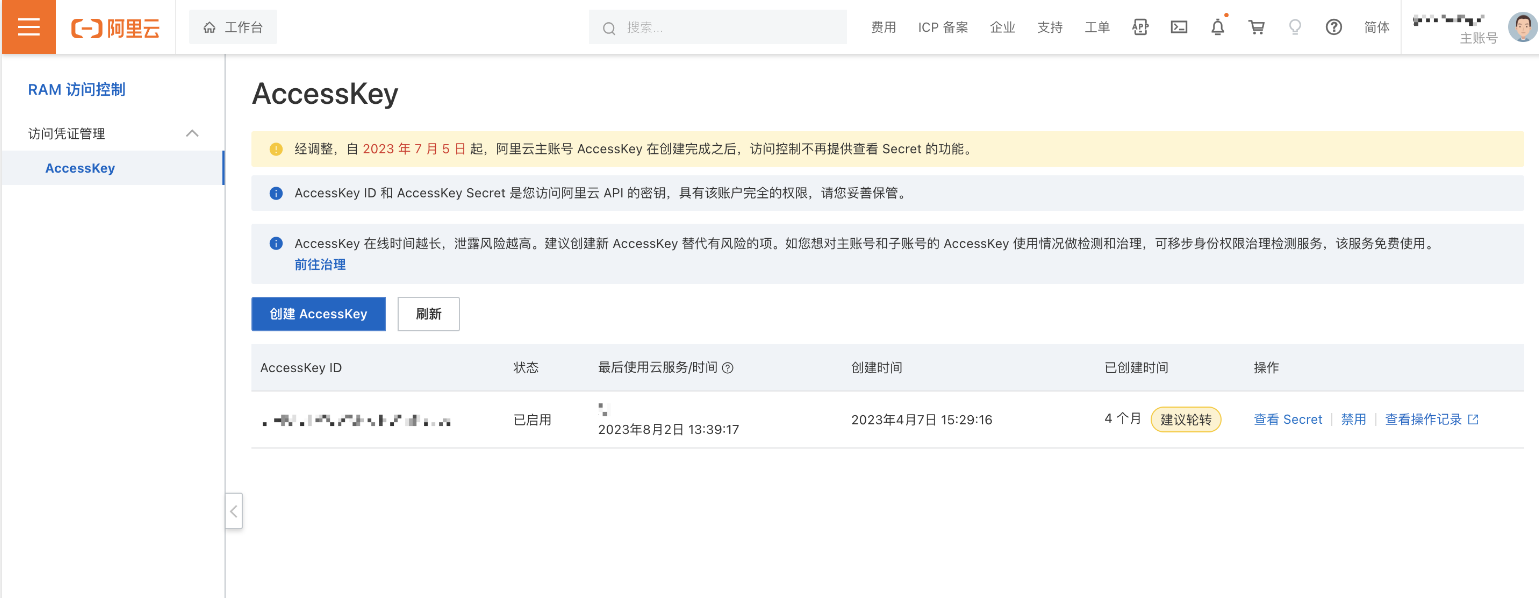 阿里云
工作台
搜索...
费用 ICP 备案 企业 支持 工单 简体
主账号
RAM 访问控制
访问凭证管理
AccessKey
AccessKey
经调整，自 2023 年 7 月 5 日 起，阿里云主账号 AccessKey 在创建完成之后，访问控制不再提供查看 Secret 的功能。
AccessKey ID 和 AccessKey Secret 是您访问阿里云 API 的密钥，具有该账户完全的权限，请您妥善保管。
AccessKey 在线时间越长，泄露风险越高。建议创建新 AccessKey 替代有风险的项。如您想对主账号和子账号的 AccessKey 使用情况做检测和治理，可移步身份权限治理检测服务，该服务免费使用。
前往治理
创建 AccessKey 刷新
AccessKey ID 状态 最后使用云服务/时间 创建时间 已创建时间 操作
已启用 2023年8月2日 13:39:17 2023年4月7日 15:29:16 4 个月 建议轮转 查看 Secret 禁用 查看操作记录